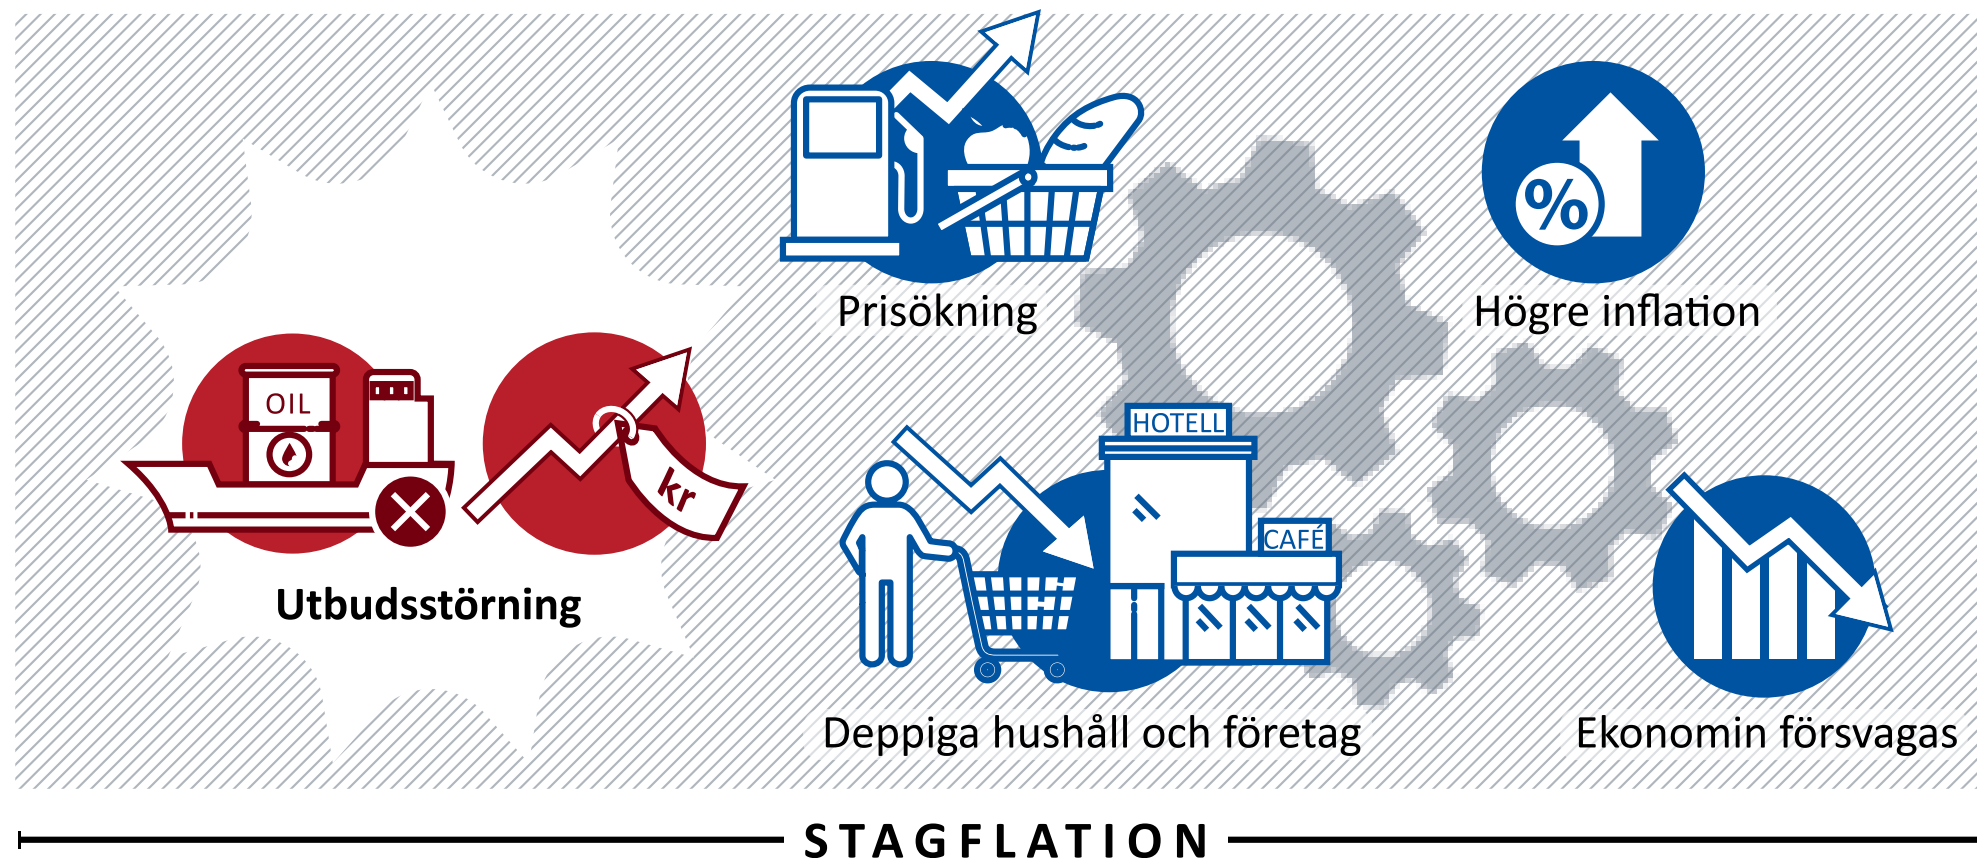 Prisökning
%
Högre inflation
OIL
kr
Utbudsstörning
HOTELL
CAFÉ
Deppiga hushåll och företag
Ekonomin försvagas
STAGFLATION